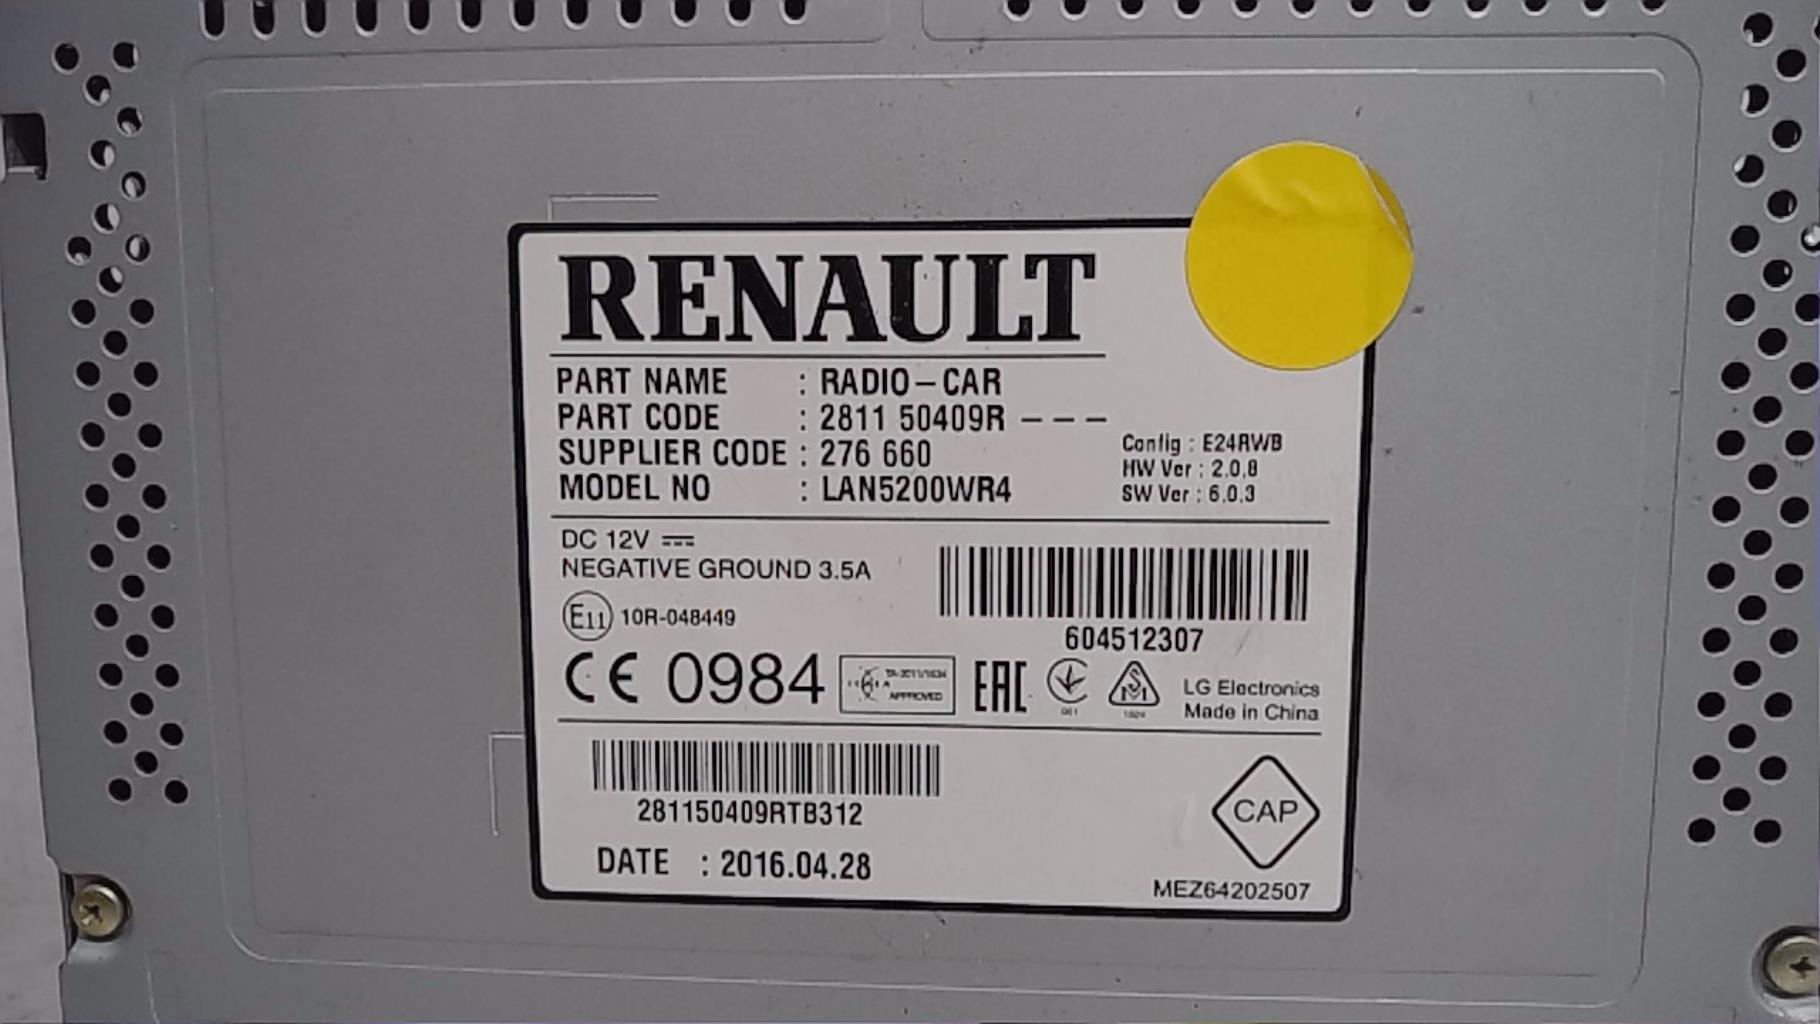 RENAULT
PART NAME : RADIO-CAR
PART CODE : 2811 50409R ---
SUPPLIER CODE : 276 660
MODEL NO : LAN5200WR4
Config : E24RWB
HW Ver : 2.0.8
SW Ver : 6.0.3
DC 12V
NEGATIVE GROUND 3.5A
E11 10R-048449
604512307
CE 0984
APPROVED
EAC
LG Electronics
Made in China
281150409RTB312
CAP
DATE : 2016.04.28
MEZ64202507